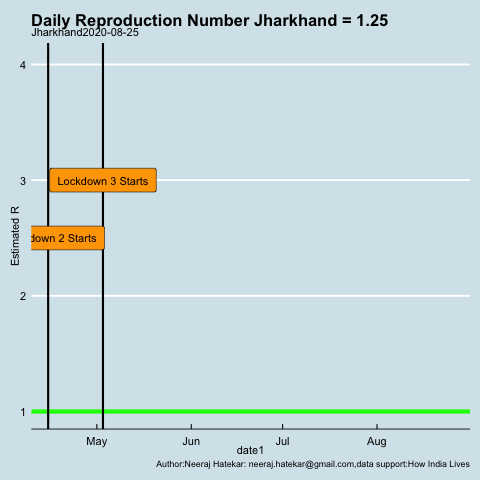 Daily Reproduction Number Jharkhand = 1.25
Jharkhand2020-08-25
4
Lockdown 3 Starts
3
down 2 Starts
Estimated R
2
1
May Jun Jul Aug
date1
Author:Neeraj Hatekar: neeraj.hatekar@gmail.com,data support:How India Lives